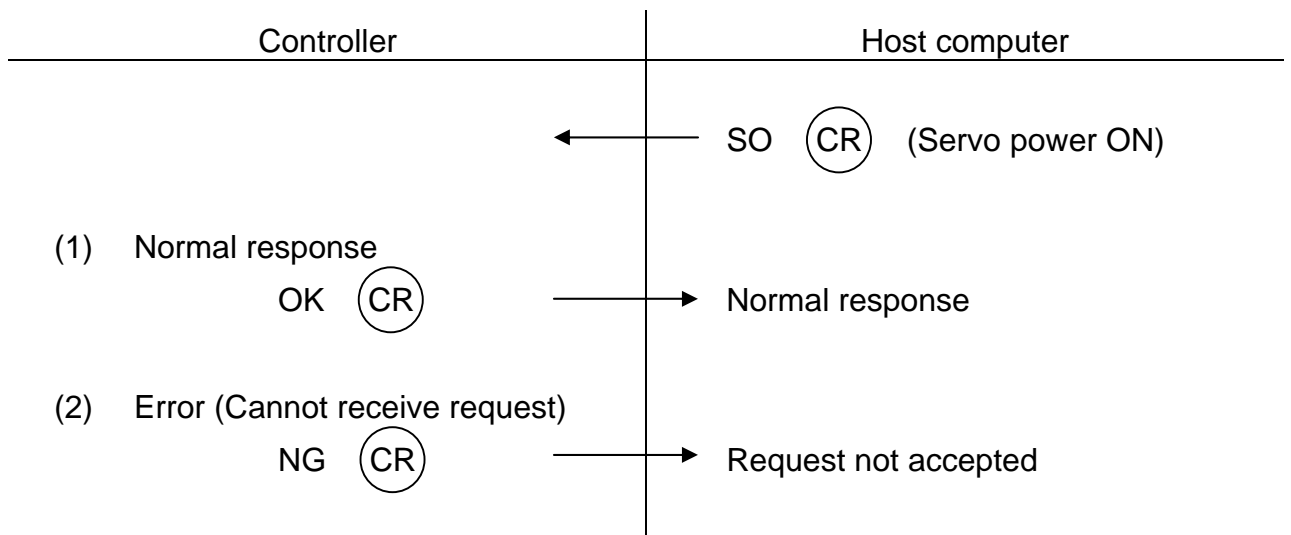 Controller Host computer
SO CR (Servo power ON)
(1) Normal response
OK CR Normal response
(2) Error (Cannot receive request)
NG CR Request not accepted